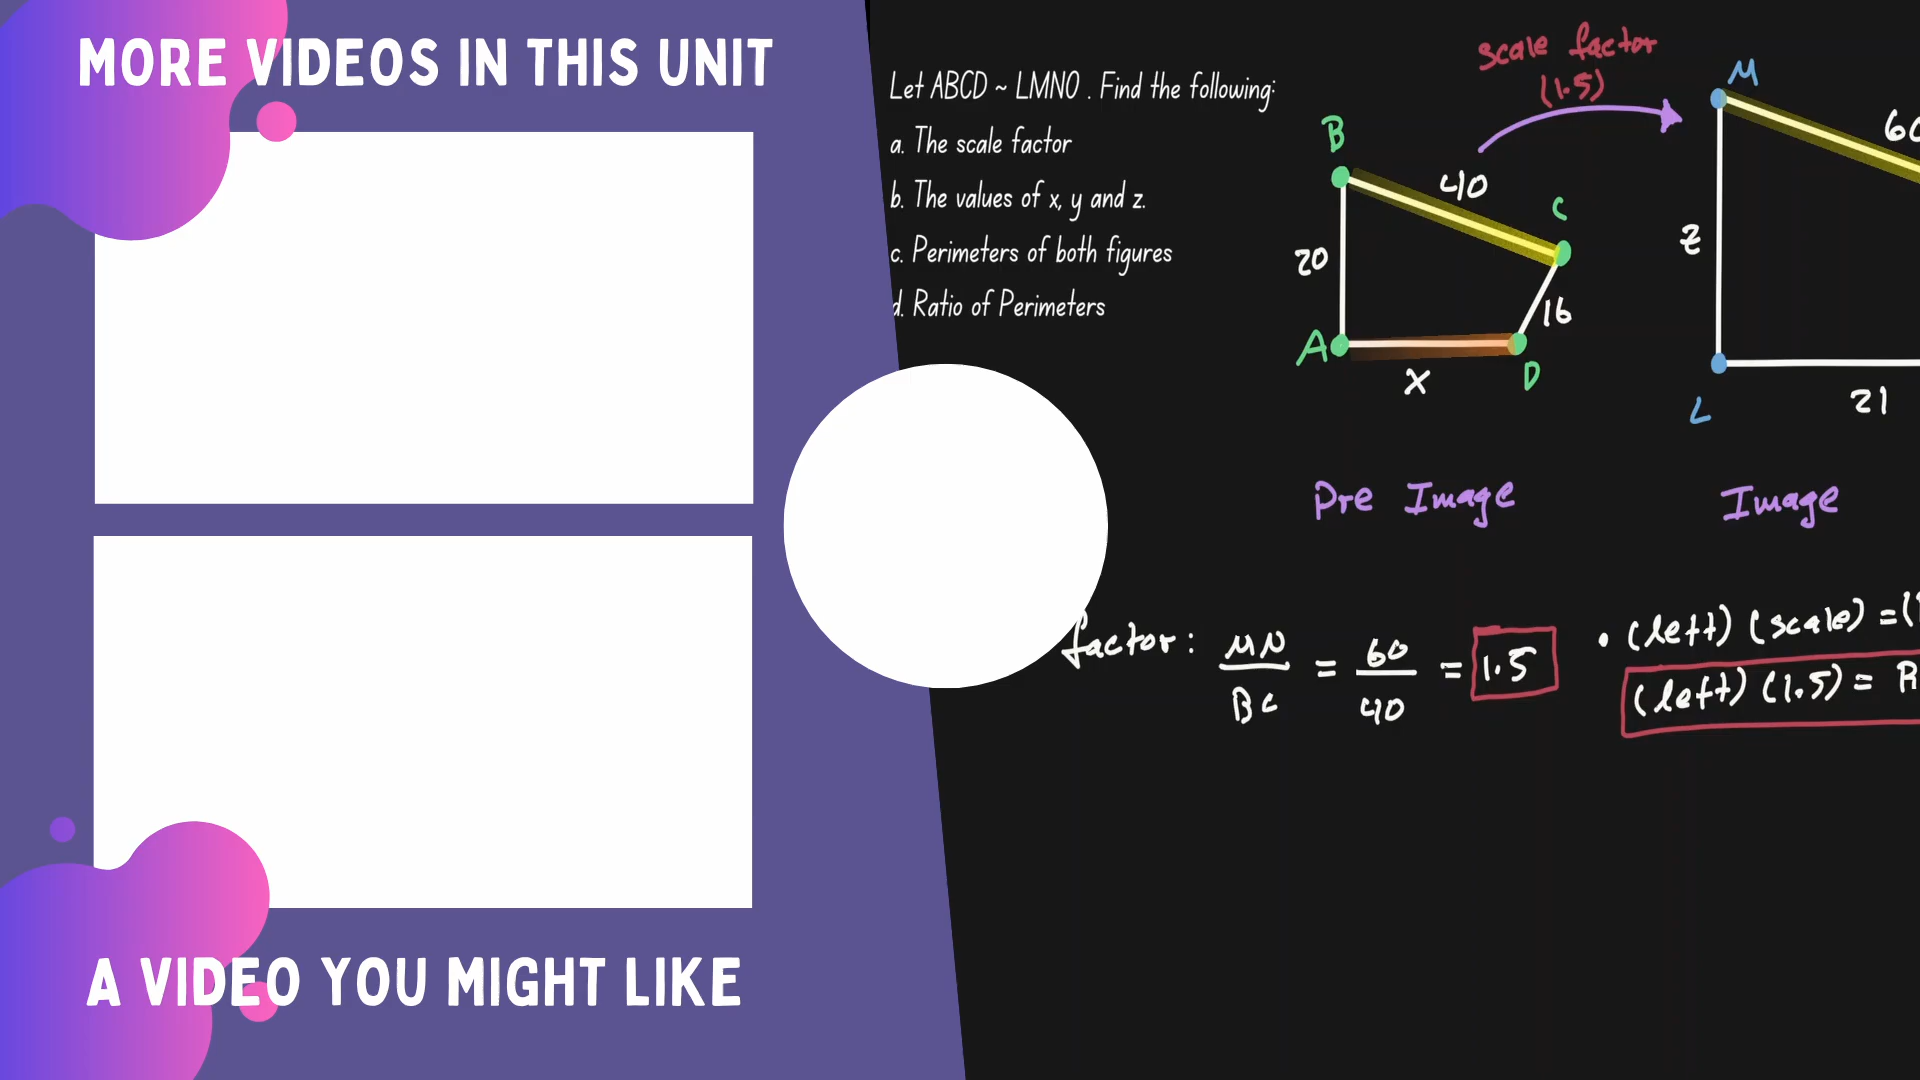 MORE VIDEOS IN THIS UNIT
A VIDEO YOU MIGHT LIKE
Let ABCD ~ LMNO . Find the following:
a. The scale factor
b. The values of x, y and z.
c. Perimeters of both figures
d. Ratio of Perimeters
scale factor
(1.5)
B
40
C
20
16
A
x
D
M
60
z
L
21
Pre Image
Image
factor: MN/BC = 60/40 = 1.5
• (left) (scale) =(
(left) (1.5) = R